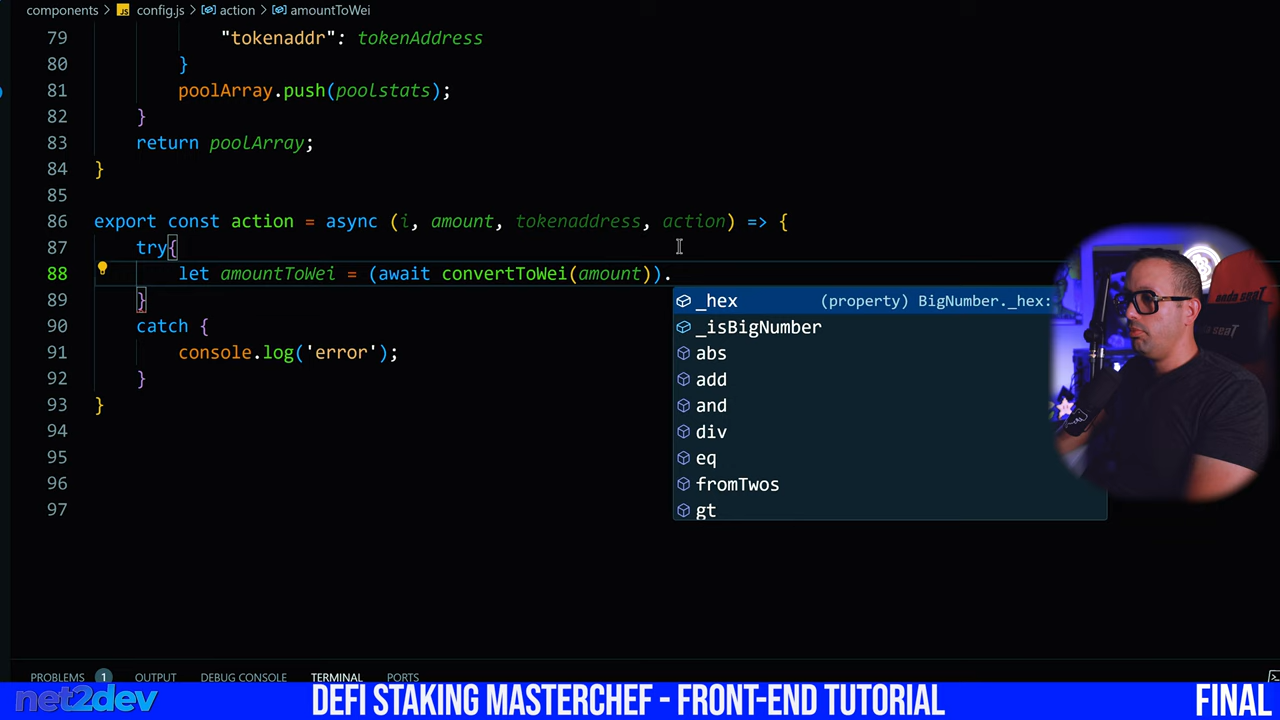 components > JS config.js > action > amountToWei
79 "tokenaddr": tokenAddress
80 }
81 poolArray.push(poolstats);
82 }
83 return poolArray;
84 }
85
86 export const action = async (i, amount, tokenaddress, action) => {
87 try{
88 let amountToWei = (await convertToWei(amount)).
89 }
90 catch {
91 console.log('error');
92 }
93 }
94
95
96
97
_hex (property) BigNumber._hex:
_isBigNumber
abs
add
and
div
eq
fromTwos
gt
PROBLEMS 1 OUTPUT DEBUG CONSOLE TERMINAL PORTS
net2dev DEFI STAKING MASTERCHEF - FRONT-END TUTORIAL FINAL